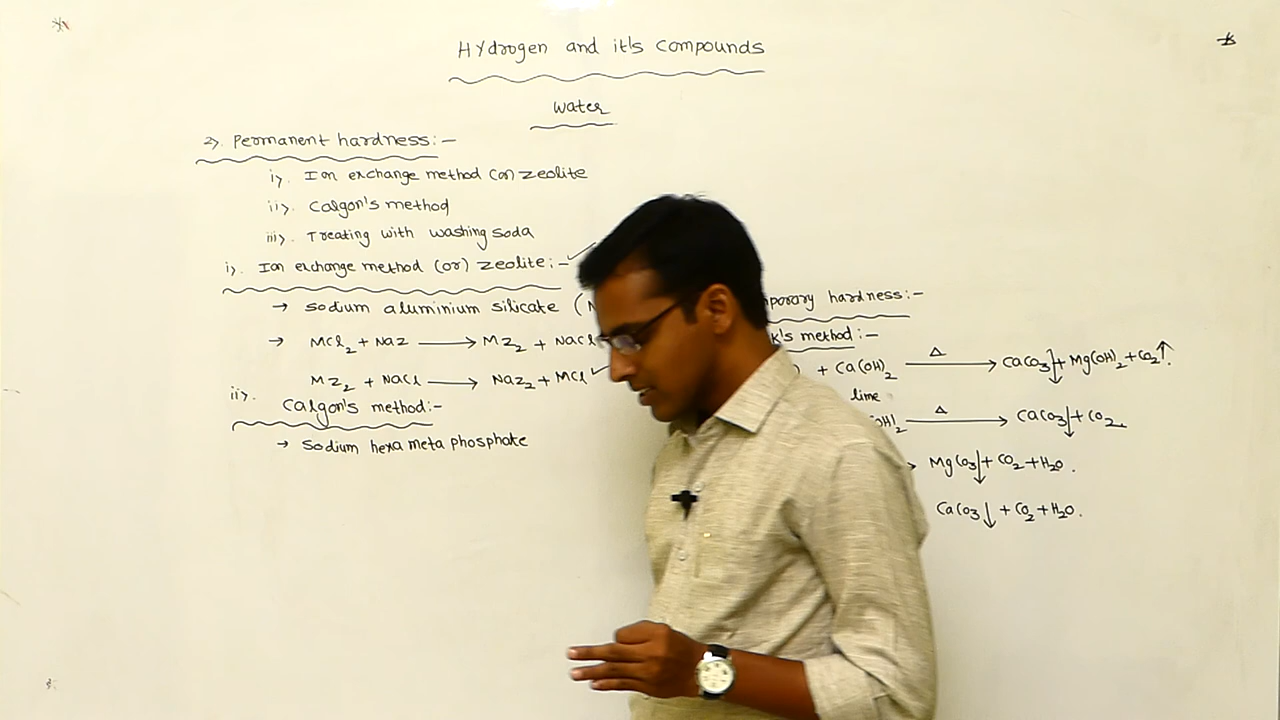 Hydrogen and it's compounds
Water
2>. Permanent hardness:-
i>. Ion exchange method (or) zeolite
ii>. Calgon's method
iii>. Treating with washing soda
i>. Ion exchange method (or) zeolite:-
→ Sodium aluminium silicate (
→ MCl₂ + NaZ ⟶ MZ₂ + NaCl
MZ₂ + NaCl ⟶ NaZ₂ + MCl
ii>. Calgon's method:-
→ Sodium hexa meta phosphate
porary hardness:-
k's method:-
+ Ca(OH)₂ —Δ→ CaCO₃↓ + Mg(OH)₂ + CO₂↑.
lime
OH)₂ —Δ→ CaCO₃↓ + CO₂
MgCO₃↓ + CO₂ + H₂O.
CaCO₃↓ + CO₂ + H₂O.